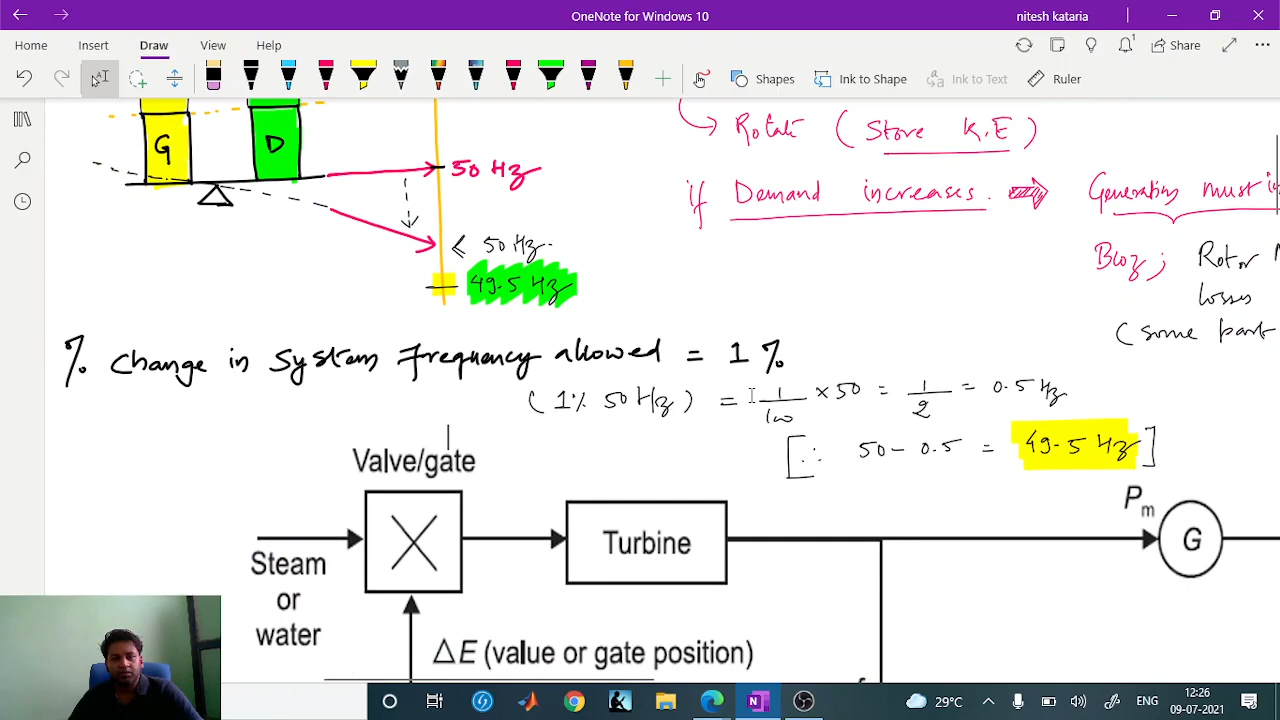 OneNote for Windows 10
nitesh kataria
Home Insert Draw View Help
Share
Shapes
Ink to Shape
Ink to Text
Ruler
G
D
50 Hz
< 50 Hz.
49.5 Hz
Rotate ( Store K.E )
if Demand increases
Generation must in
Bcoz ; Rotor
losses
( some part
% Change in System frequency allowed = 1 %
( 1% 50 Hz ) = 1/100 × 50 = 1/2 = 0.5 Hz
[ ∴ 50 - 0.5 = 49.5 Hz ]
Valve/gate
Steam
or
water
Turbine
Pm
G
△E (value or gate position)
29°C
ENG
12:26
09-07-2021